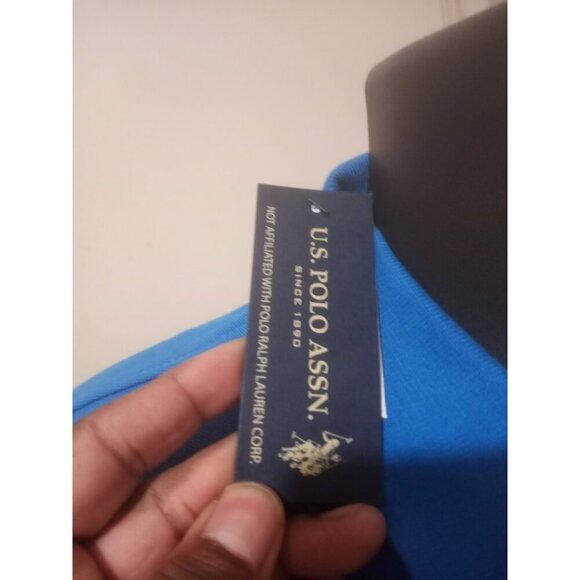 U.S. POLO ASSN.
SINCE 1890
NOT AFFILIATED WITH POLO RALPH LAUREN CORP.